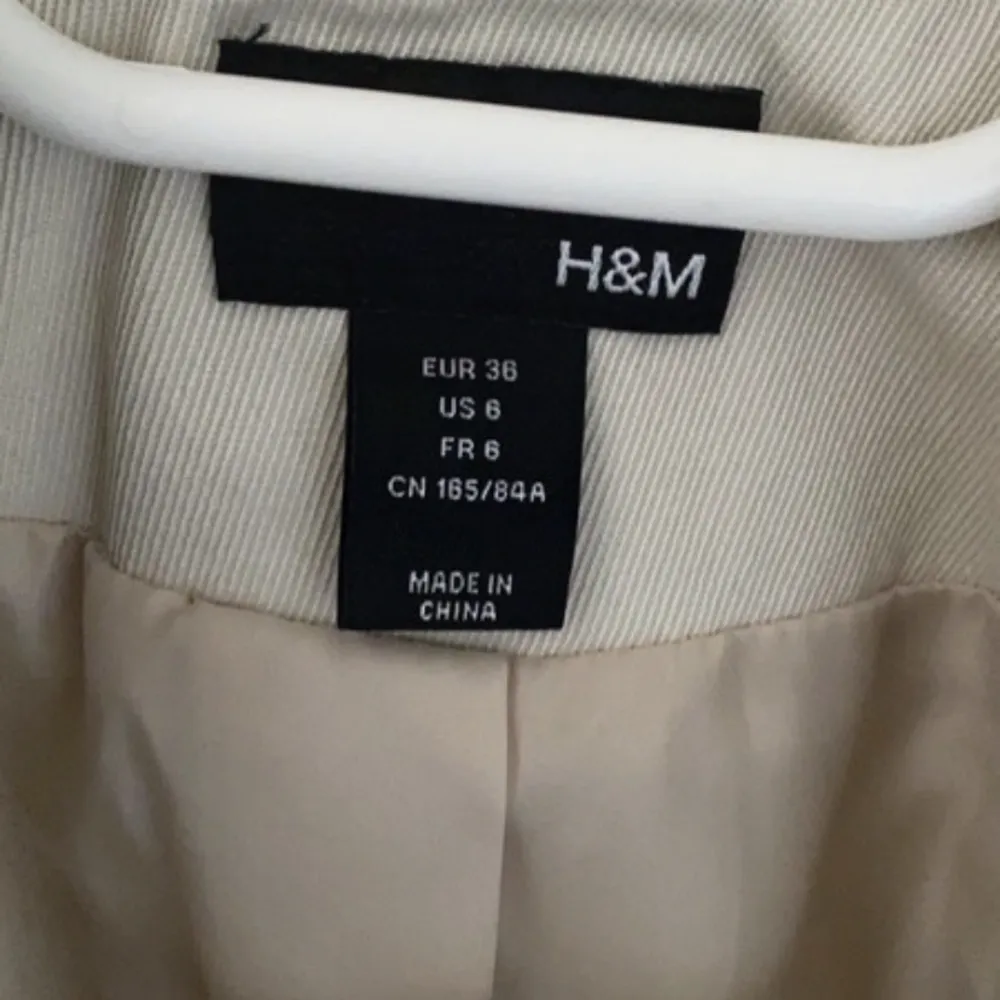 H&M
EUR 36
US 6
FR 6
CN 165/84A
MADE IN
CHINA